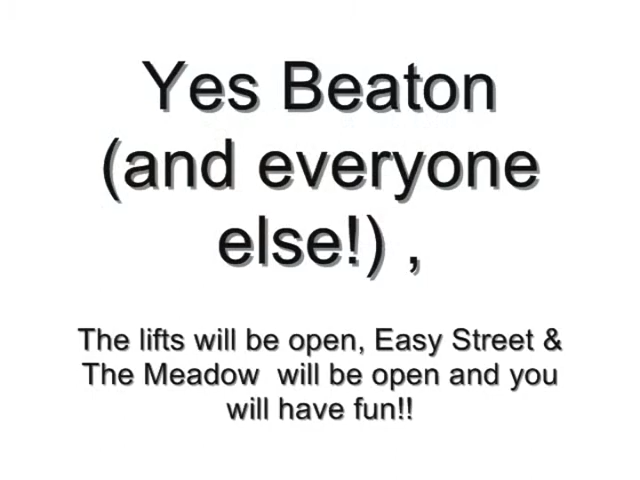 Yes Beaton
(and everyone
else!) ,
The lifts will be open, Easy Street &
The Meadow  will be open and you
will have fun!!